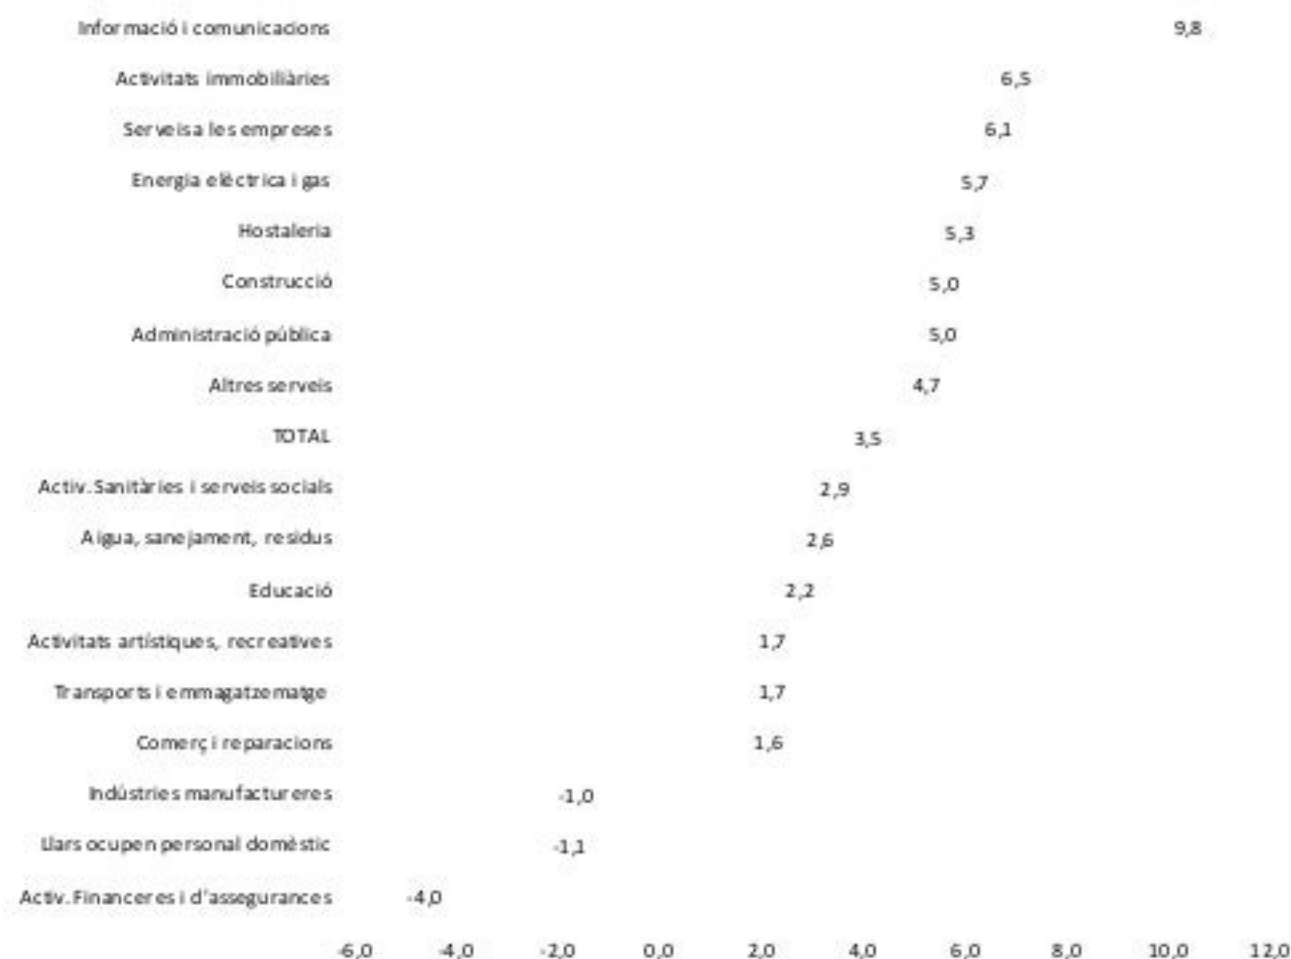 Informació i comunicacions 9,8
Activitats immobiliàries 6,5
Serveis a les empreses 6,1
Energia elèctrica i gas 5,7
Hostaleria 5,3
Construcció 5,0
Administració pública 5,0
Altres serveis 4,7
TOTAL 3,5
Activ.Sanitàries i serveis socials 2,9
Aigua, sanejament, residus 2,6
Educació 2,2
Activitats artístiques, recreatives 1,7
Transports i emmagatzematge 1,7
Comerç i reparacions 1,6
Indústries manufactureres -1,0
Llars ocupen personal domèstic -1,1
Activ.Financeres i d'assegurances -4,0
-6,0 -4,0 -2,0 0,0 2,0 4,0 6,0 8,0 10,0 12,0